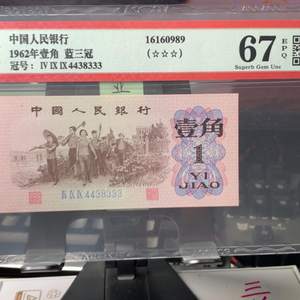 中国人民银行
1962年壹角 蓝三冠
冠号: IV IX IX 4438333
16160989
(☆☆☆)
67
EPQ
Superb Gem Unc
中國人民銀行
壹角
1
YI
JIAO
IV IX IX 4438333